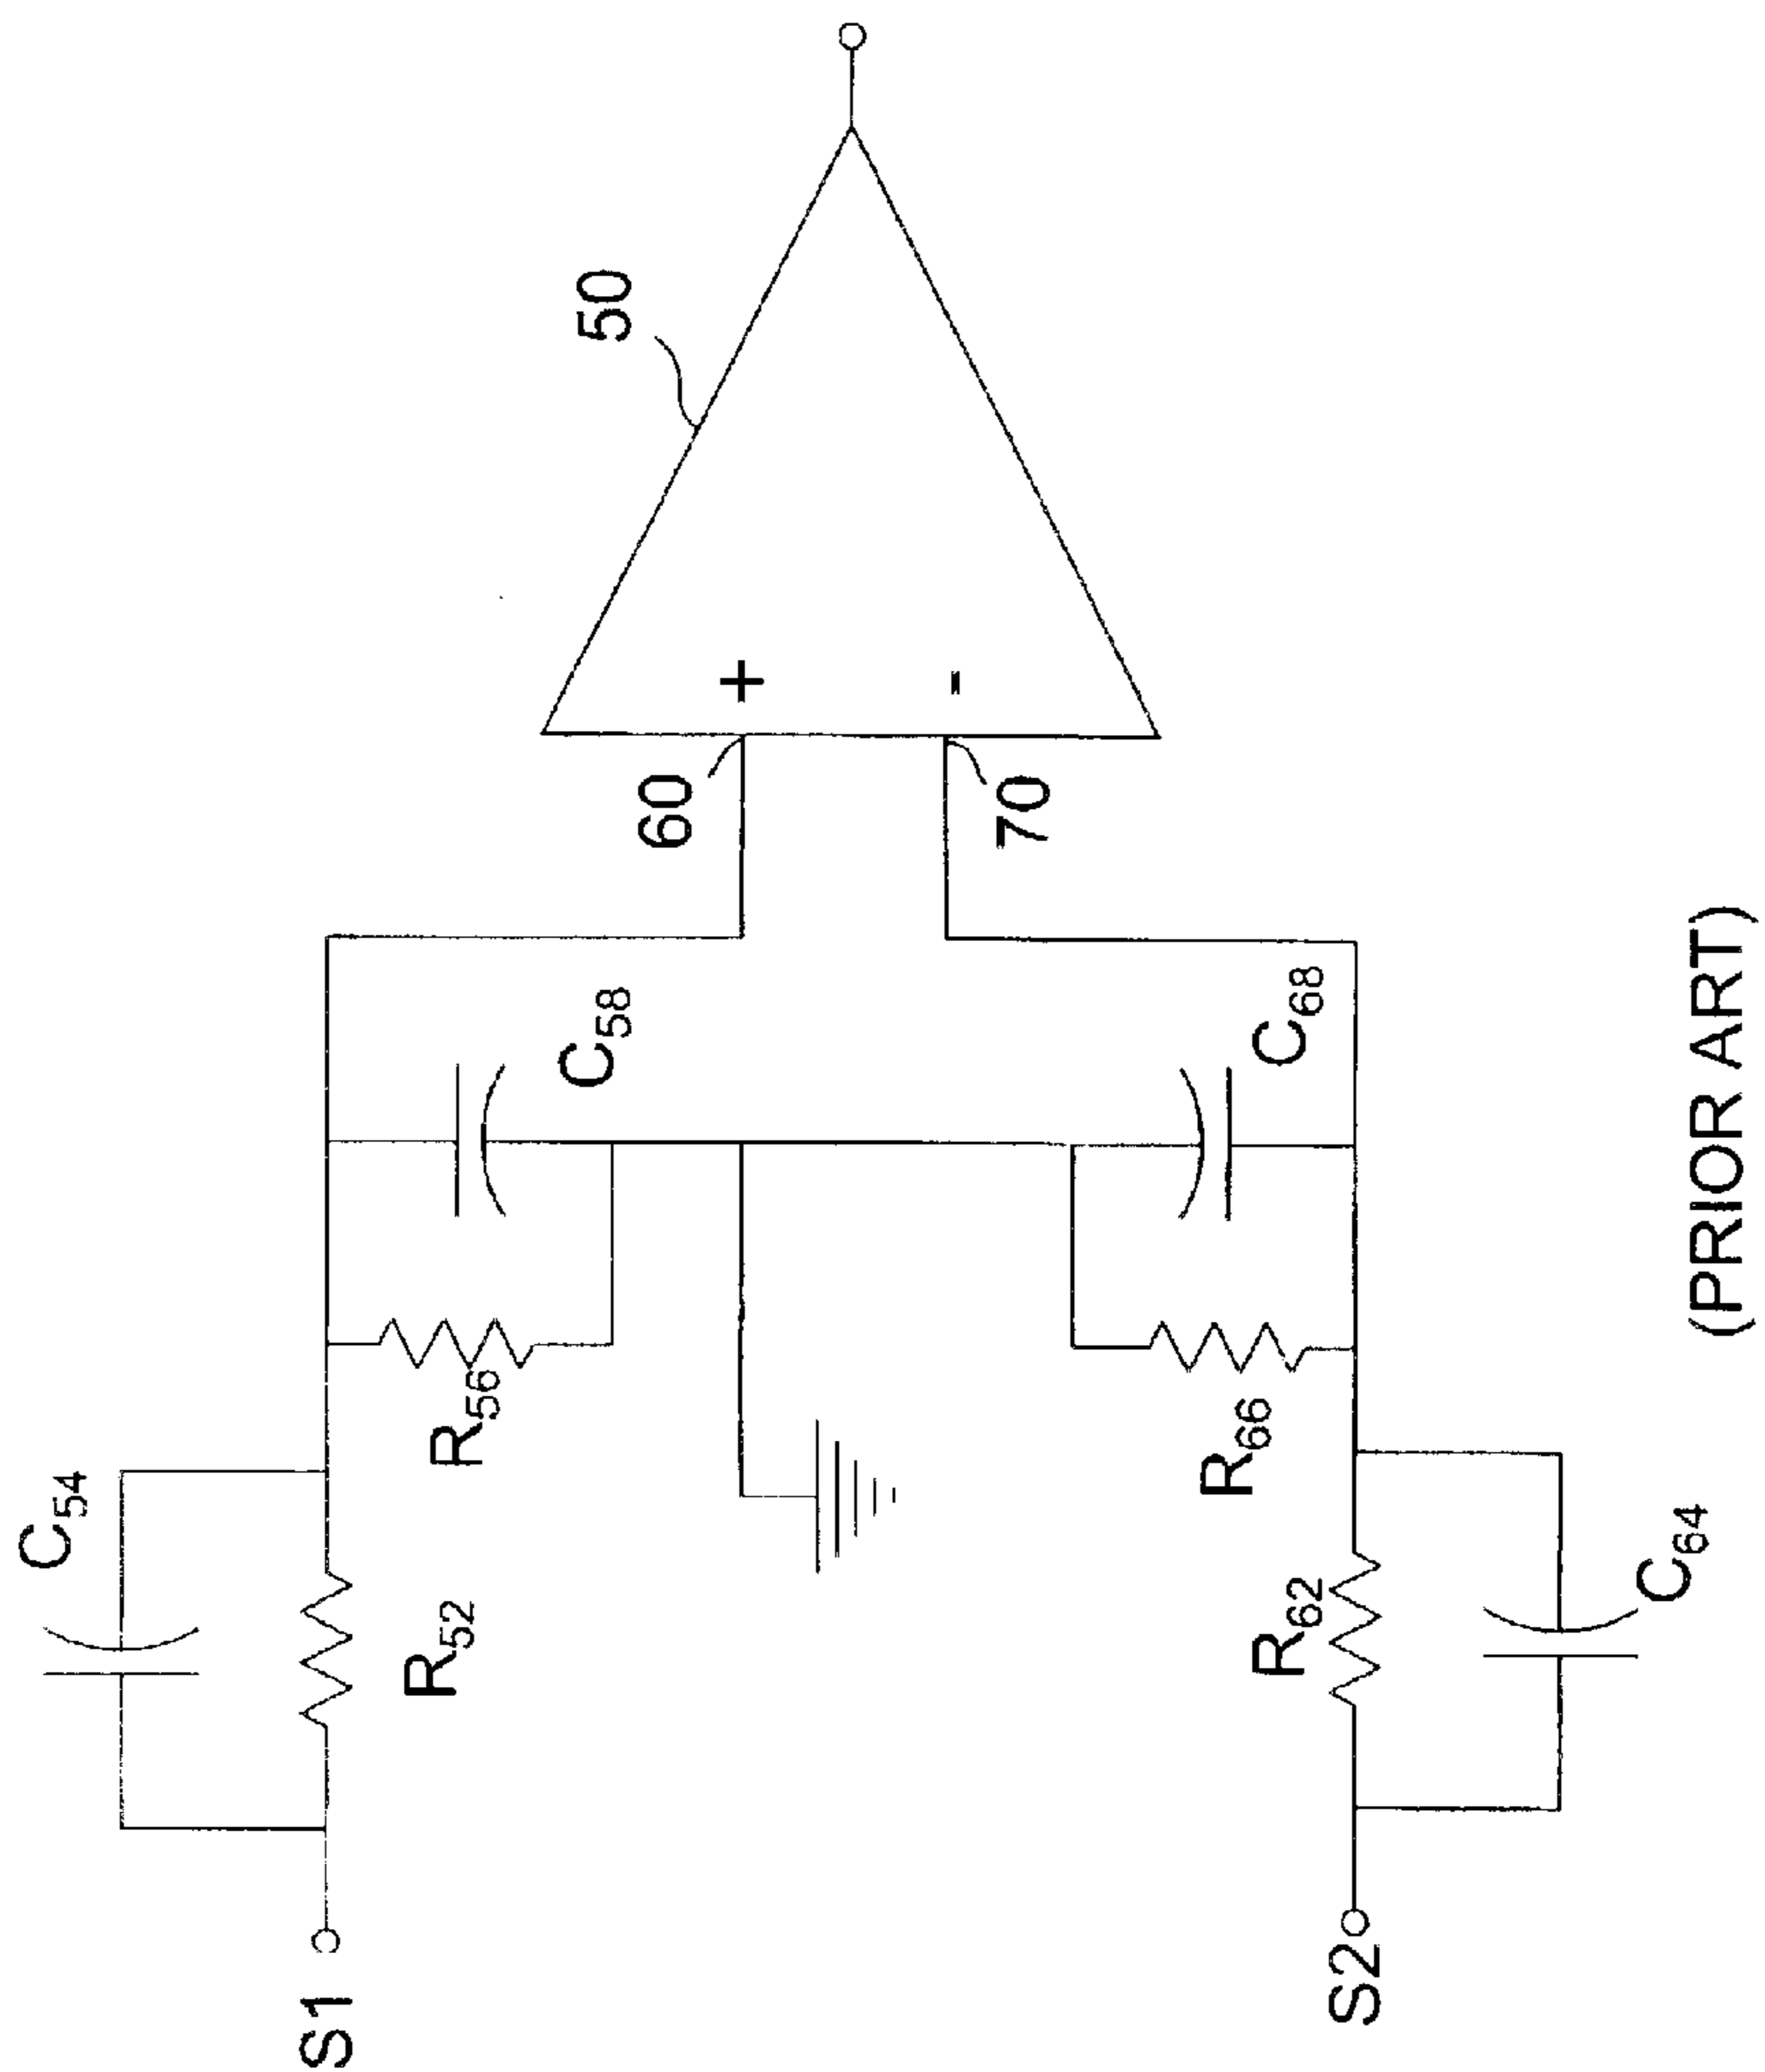 C54
S1
R52
R56
C58
60
+
50
-
70
R66
C68
S2
R62
C64
(PRIOR ART)